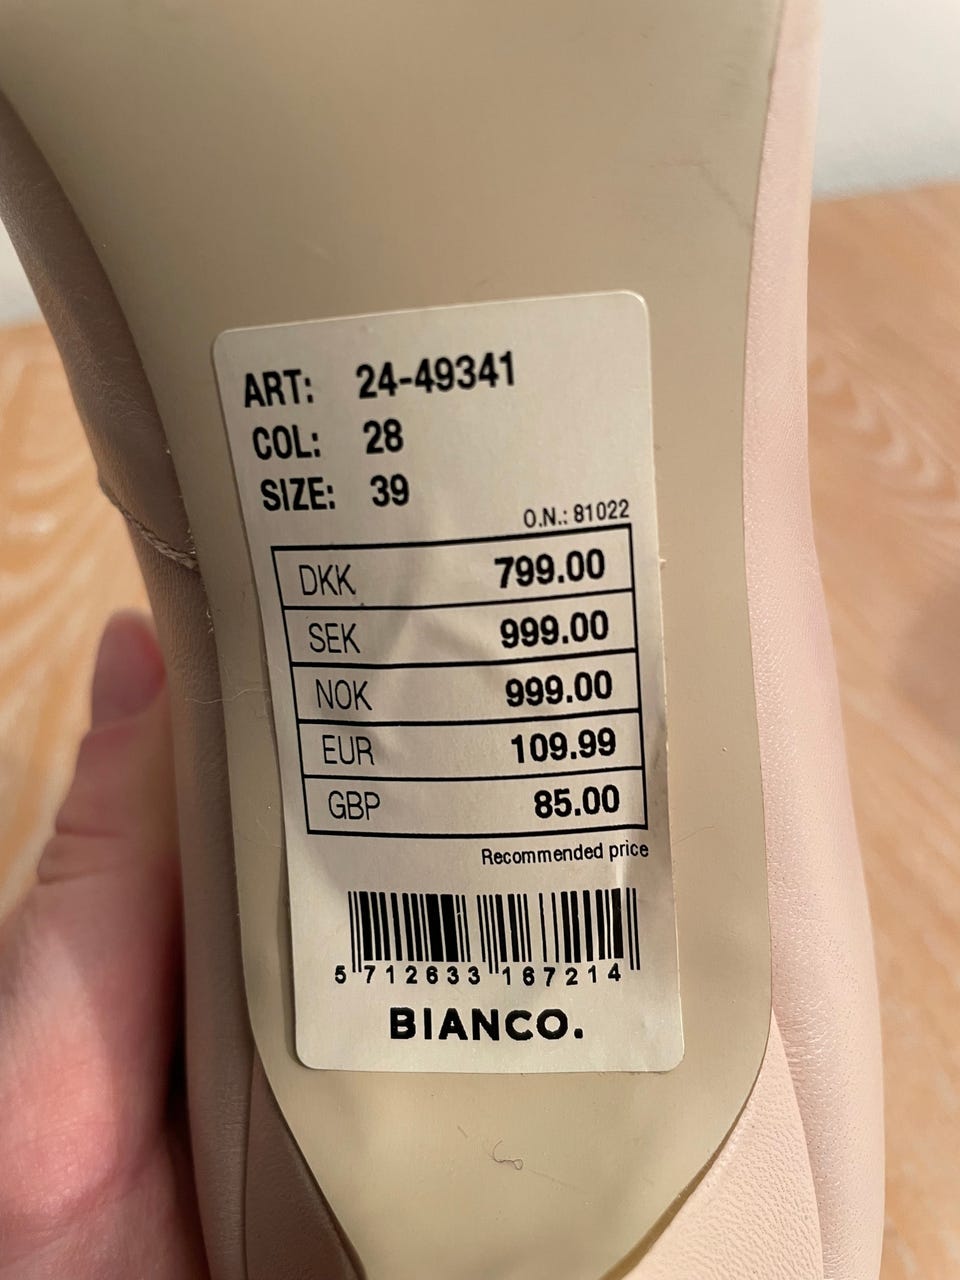 ART: 24-49341
COL: 28
SIZE: 39
O.N.: 81022
DKK 799.00
SEK 999.00
NOK 999.00
EUR 109.99
GBP 85.00
Recommended price
5 712633 167214
BIANCO.